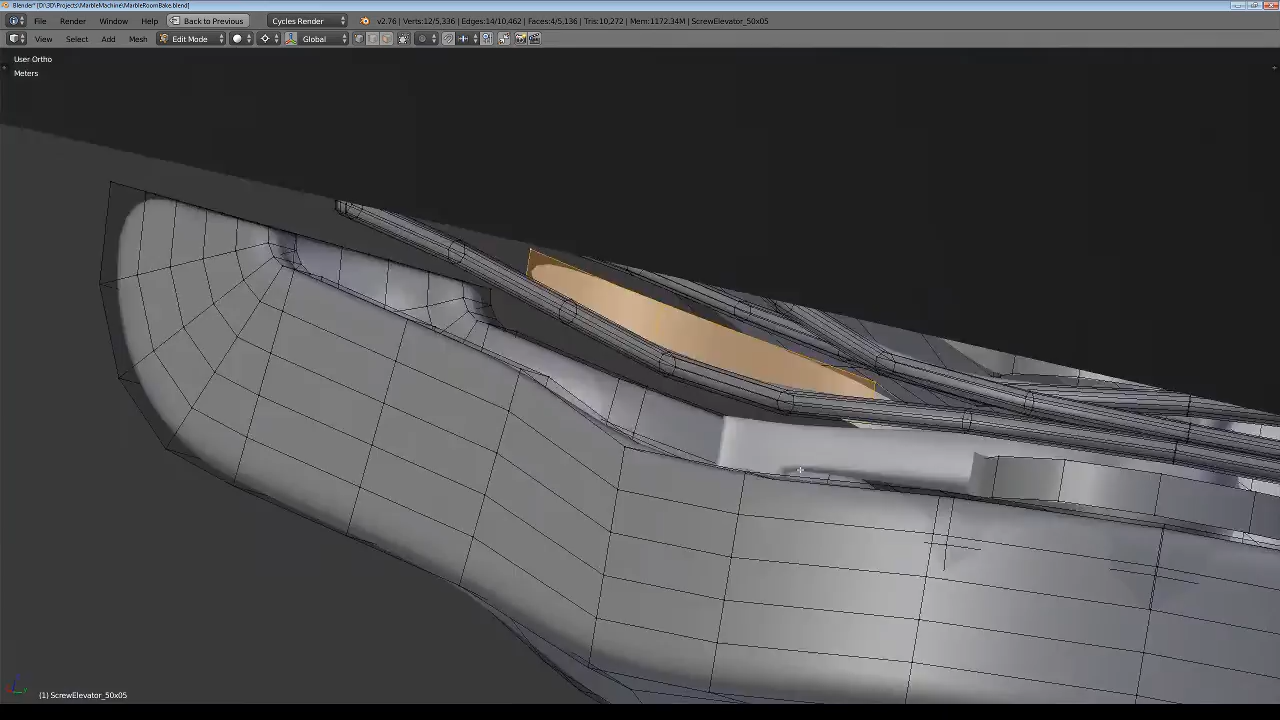 Blender* [D:\3D\Projects\MarbleMachine\MarbleRoomBake.blend]
File Render Window Help Back to Previous Cycles Render v2.76 | Verts:12/5,336 | Edges:14/10,462 | Faces:4/5,136 | Tris:10,272 | Mem:1172.34M | ScrewElevator_50x05
View Select Add Mesh Edit Mode Global
User Ortho
Meters
(1) ScrewElevator_50x05